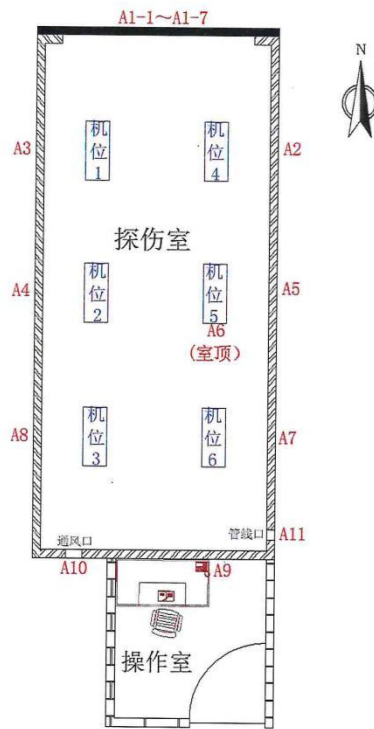 A1-1～A1-7
N
A3
机位1
机位4
A2
探伤室
A4
机位2
机位5
A5
A6
(室顶)
A8
机位3
机位6
A7
通风口
管线口
A11
A10
A9
操作室